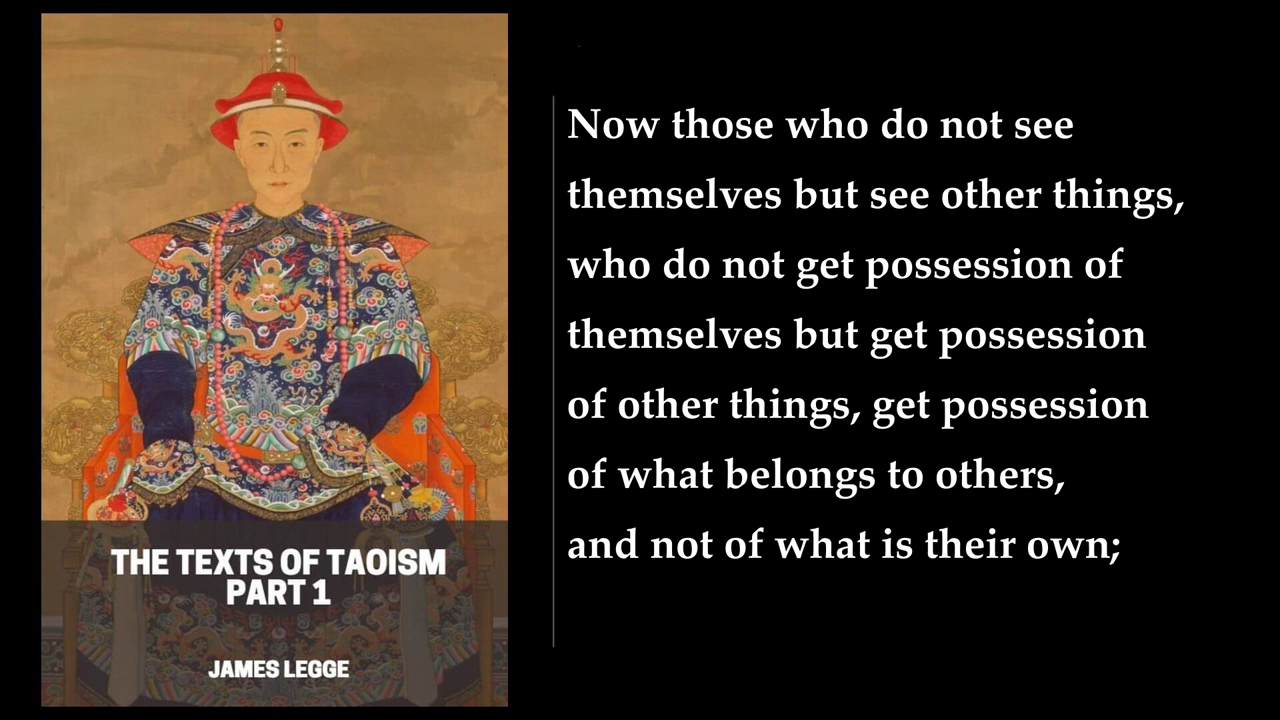 THE TEXTS OF TAOISM
PART 1
JAMES LEGGE
Now those who do not see
themselves but see other things,
who do not get possession of
themselves but get possession
of other things, get possession
of what belongs to others,
and not of what is their own;